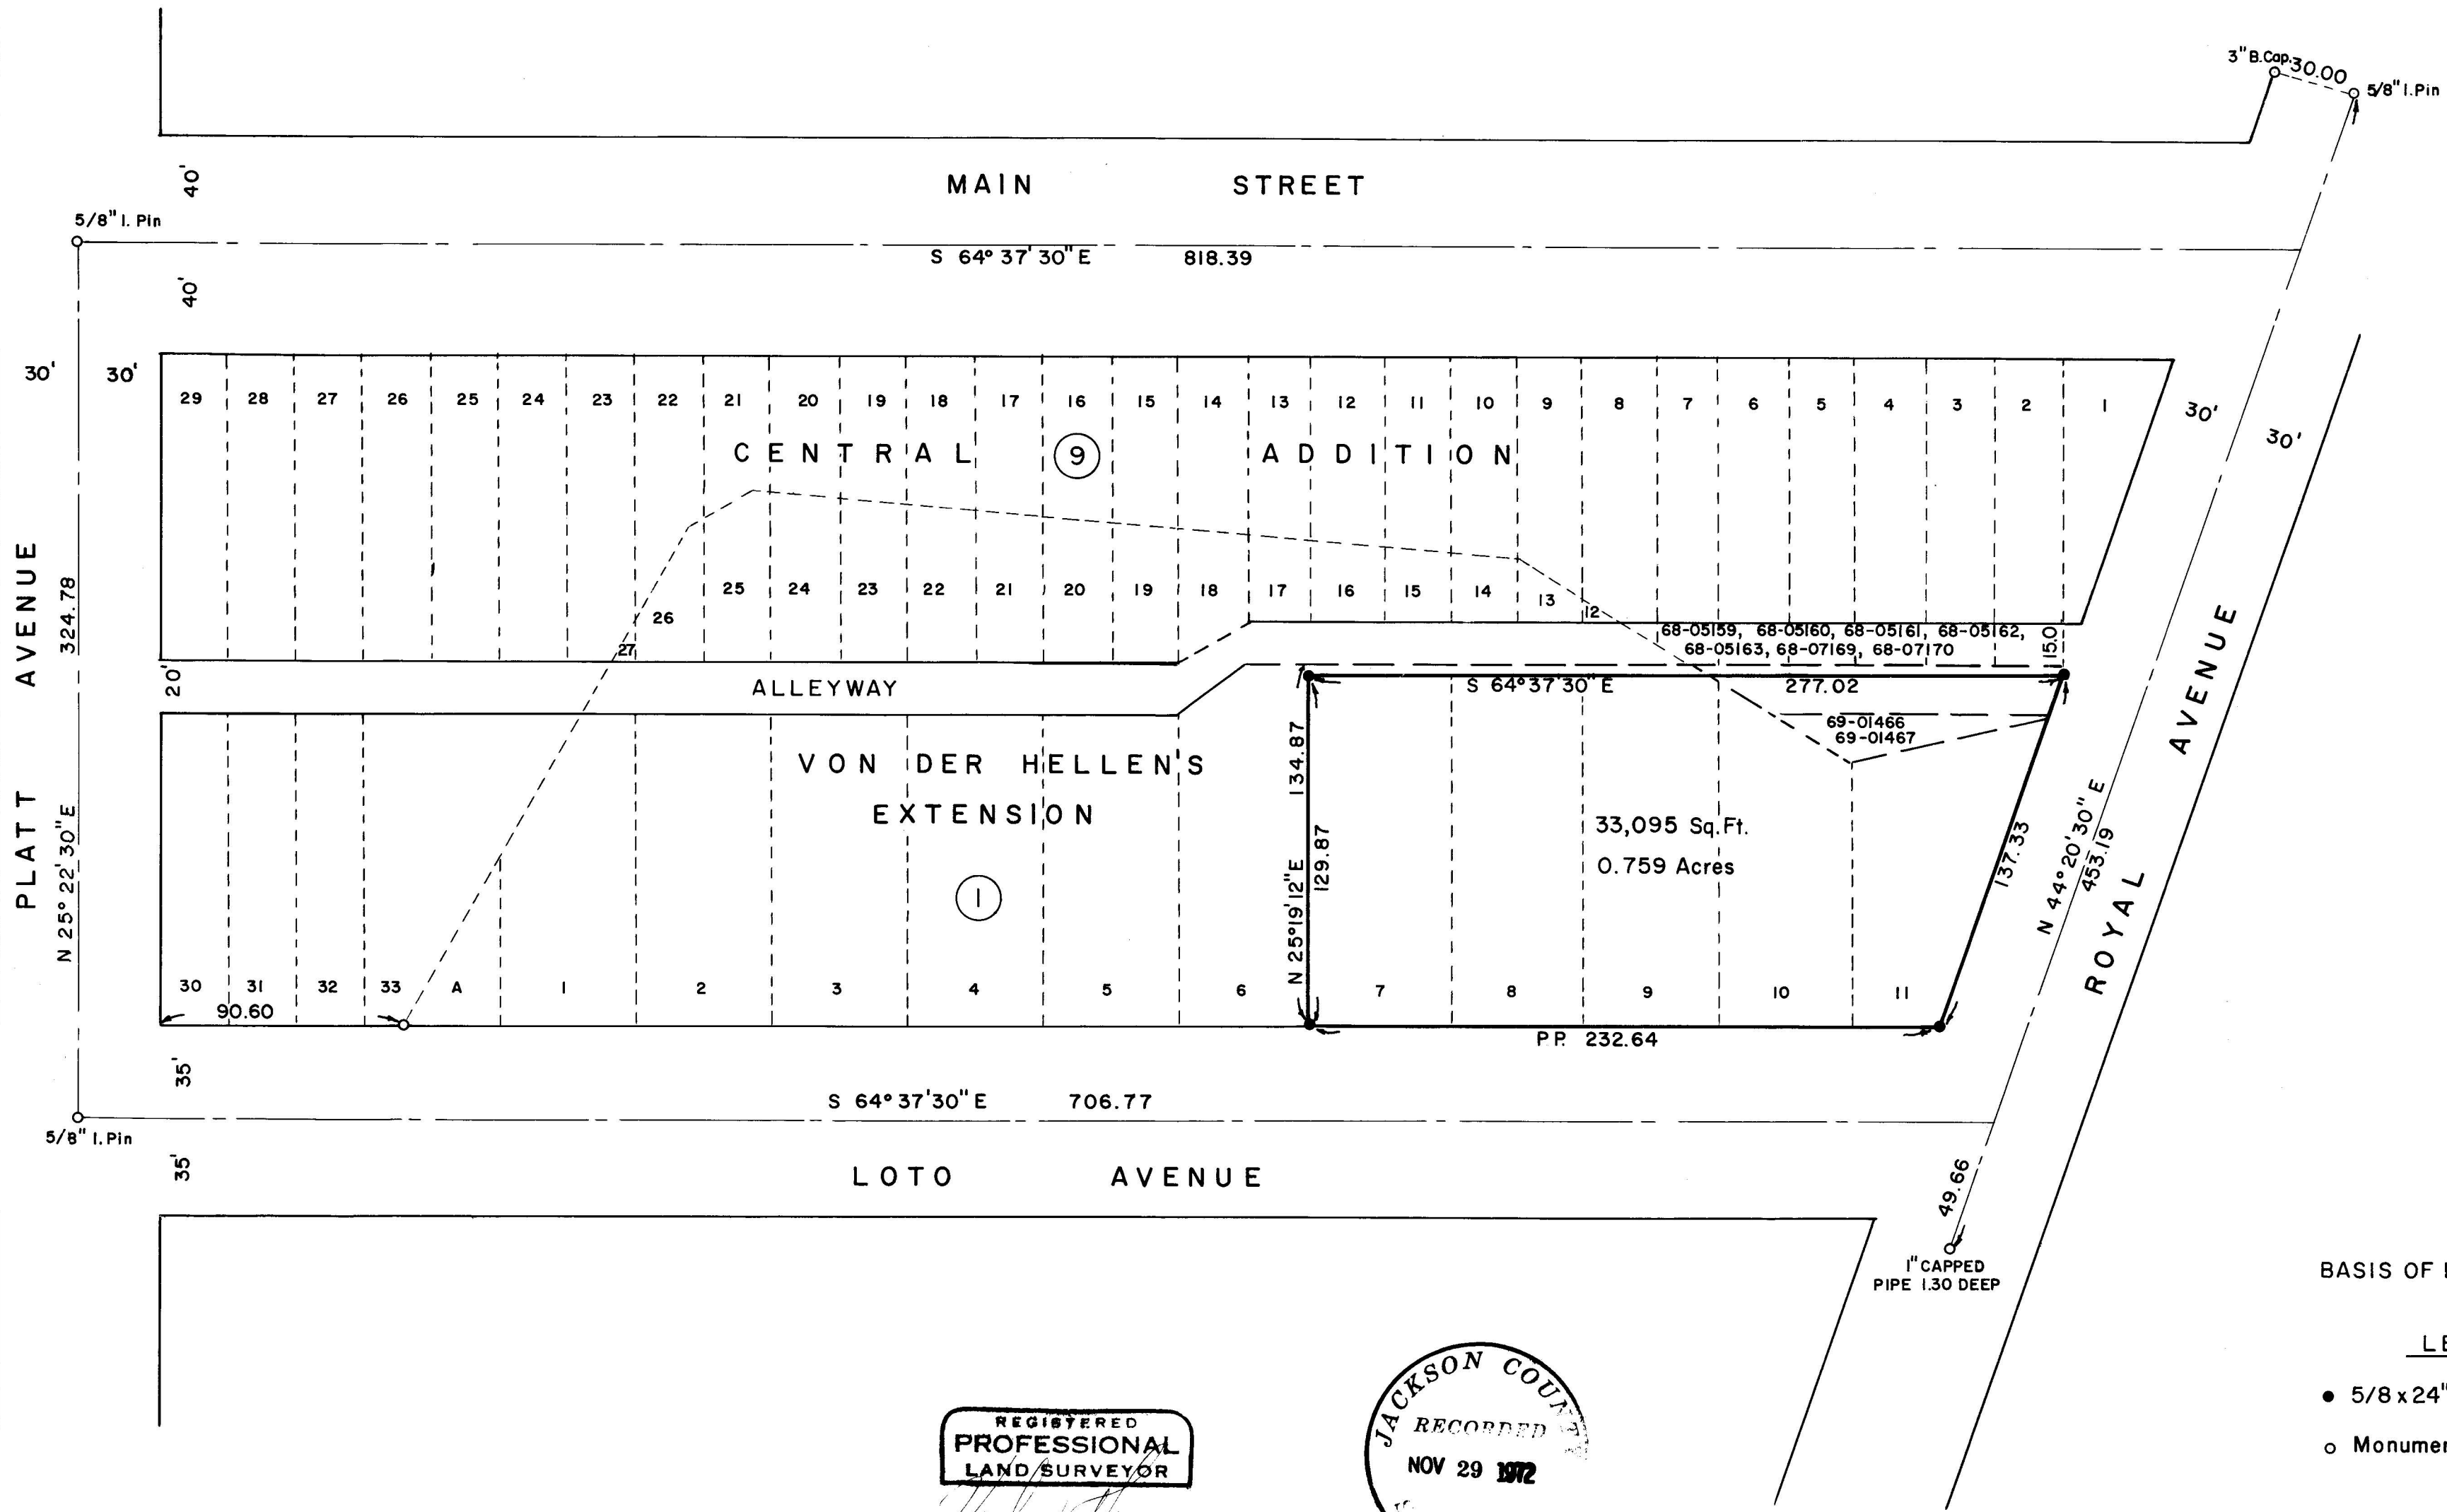 3" B.Cap.
30.00
5/8" I.Pin
40'
MAIN STREET
5/8" I. Pin
S 64° 37' 30" E 818.39
40'
30' 30'
29 28 27 26 25 24 23 22 21 20 19 18 17 16 15 14 13 12 11 10 9 8 7 6 5 4 3 2 1
30'
30'
CENTRAL 9 ADDITION
27 26 25 24 23 22 21 20 19 18 17 16 15 14 13 12
68-05159, 68-05160, 68-05161, 68-05162,
68-05163, 68-07169, 68-07170
15.0
PLATT AVENUE
N 25° 22' 30" E 324.78
20'
ALLEYWAY
S 64° 37' 30" E 277.02
69-01466
69-01467
134.87
N 25° 19' 12" E
129.87
VON DER HELLEN'S
EXTENSION
1
33,095 Sq. Ft.
0.759 Acres
137.33
N 44° 20' 30" E
453.19
ROYAL AVENUE
30 31 32 33 A 1 2 3 4 5 6 7 8 9 10 11
90.60
P.P. 232.64
35'
S 64° 37' 30" E 706.77
5/8" I. Pin
35'
LOTO AVENUE
49.66
1" CAPPED
PIPE 1.30 DEEP
BASIS OF
5/8 x 24"
REGISTERED
PROFESSIONAL
LAND SURVEYOR
JACKSON COUNTY
RECORDED
NOV 29 1972